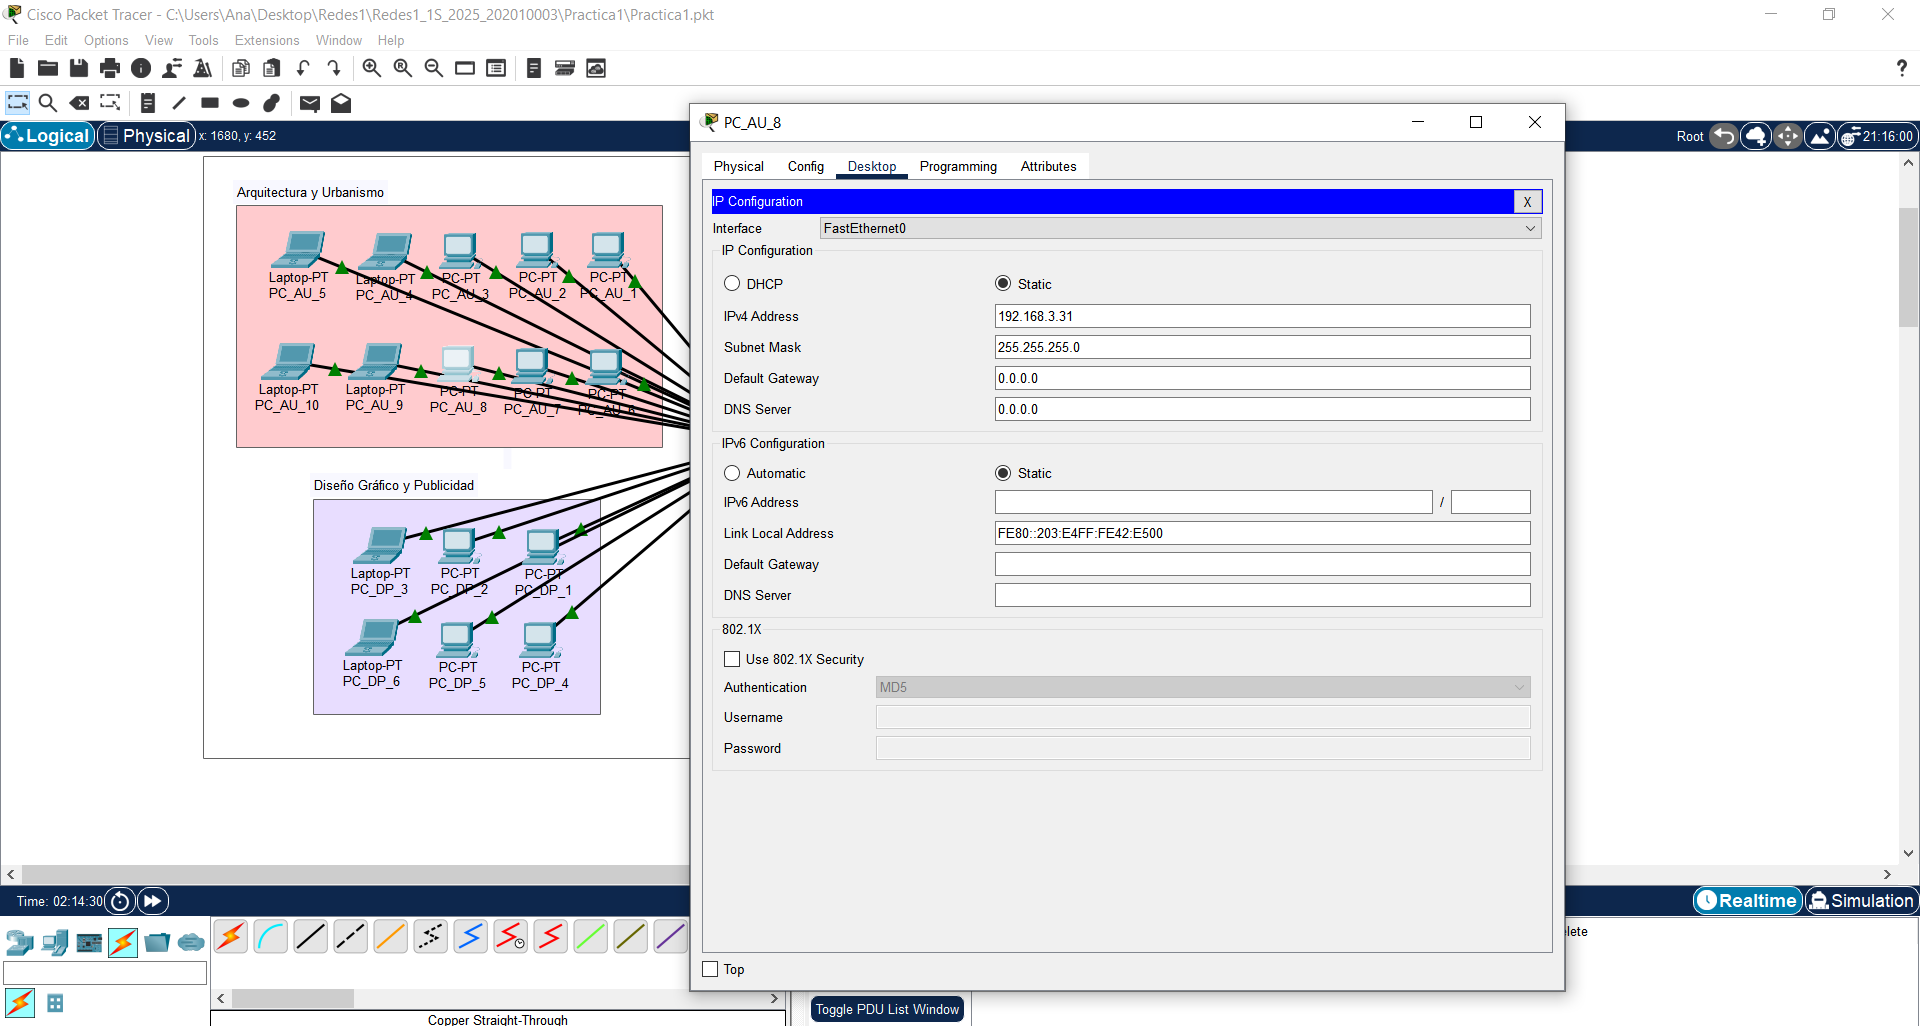 Cisco Packet Tracer - C:\Users\Ana\Desktop\Redes1\Redes1_1S_2025_202010003\Practica1\Practica1.pkt
File Edit Options View Tools Extensions Window Help
Logical Physical x: 1680, y: 452
Root 21:16:00
Arquitectura y Urbanismo
Laptop-PT Laptop-PT PC-PT PC-PT PC-PT
PC_AU_5 PC_AU_4 PC_AU_3 PC_AU_2 PC_AU_1
Laptop-PT Laptop-PT PC-PT PC-PT PC-PT
PC_AU_10 PC_AU_9 PC_AU_8 PC_AU_7 PC_AU_6
Diseño Gráfico y Publicidad
Laptop-PT PC-PT PC-PT
PC_DP_3 PC_DP_2 PC_DP_1
Laptop-PT PC-PT PC-PT
PC_DP_6 PC_DP_5 PC_DP_4
PC_AU_8
Physical Config Desktop Programming Attributes
IP Configuration X
Interface FastEthernet0
IP Configuration
DHCP Static
IPv4 Address 192.168.3.31
Subnet Mask 255.255.255.0
Default Gateway 0.0.0.0
DNS Server 0.0.0.0
IPv6 Configuration
Automatic Static
IPv6 Address /
Link Local Address FE80::203:E4FF:FE42:E500
Default Gateway
DNS Server
802.1X
Use 802.1X Security
Authentication MD5
Username
Password
Top
Time: 02:14:30
Realtime Simulation
lete
Toggle PDU List Window
Copper Straight-Through